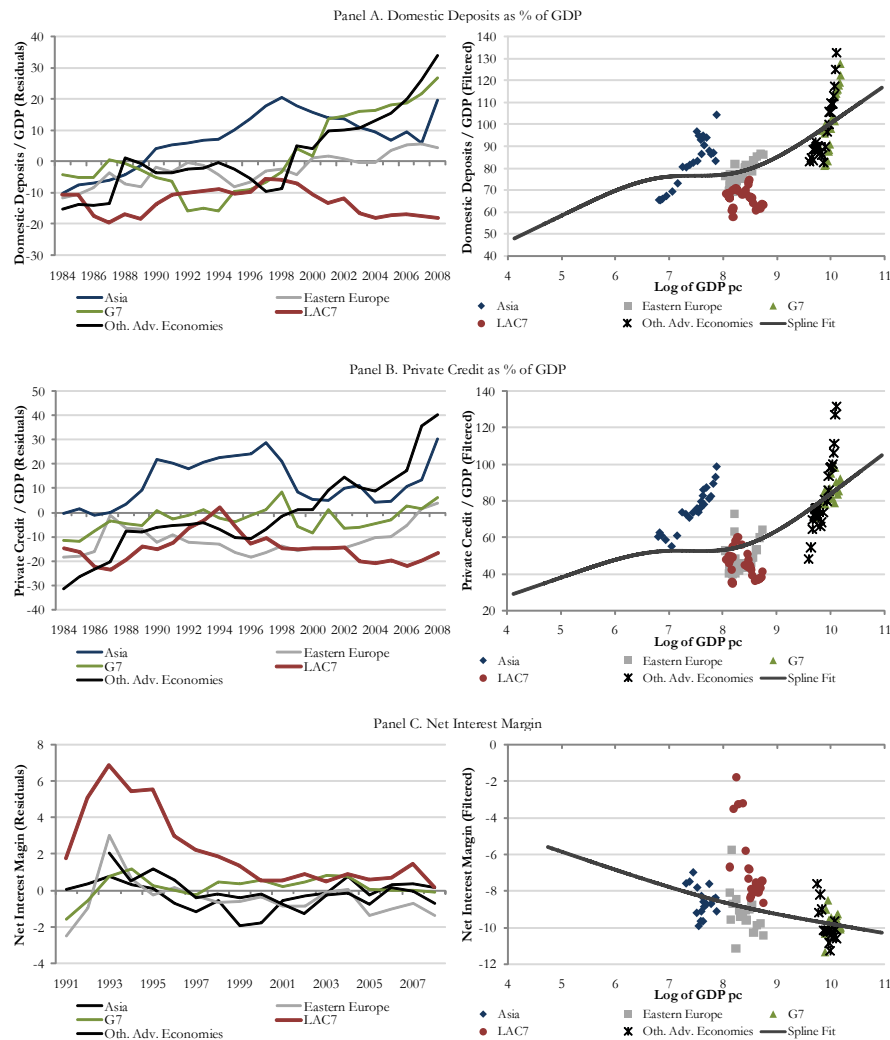 Panel A. Domestic Deposits as % of GDP
Domestic Deposits / GDP (Residuals)
40
30
20
10
0
-10
-20
-30
1984 1986 1988 1990 1992 1994 1996 1998 2000 2002 2004 2006 2008
Asia
Eastern Europe
G7
LAC7
Oth. Adv. Economies
Domestic Deposits / GDP (Filtered)
140
130
120
110
100
90
80
70
60
50
40
4 5 6 7 8 9 10 11
Log of GDP pc
Asia
Eastern Europe
G7
LAC7
Oth. Adv. Economies
Spline Fit
Panel B. Private Credit as % of GDP
Private Credit / GDP (Residuals)
50
40
30
20
10
0
-10
-20
-30
-40
1984 1986 1988 1990 1992 1994 1996 1998 2000 2002 2004 2006 2008
Asia
Eastern Europe
G7
LAC7
Oth. Adv. Economies
Private Credit / GDP (Filtered)
140
120
100
80
60
40
20
4 5 6 7 8 9 10 11
Log of GDP pc
Asia
Eastern Europe
G7
LAC7
Oth. Adv. Economies
Spline Fit
Panel C. Net Interest Margin
Net Interest Magin (Residuals)
8
6
4
2
0
-2
-4
1991 1993 1995 1997 1999 2001 2003 2005 2007
Asia
Eastern Europe
G7
LAC7
Oth. Adv. Economies
Net Interest Margin (Filtered)
0
-2
-4
-6
-8
-10
-12
4 5 6 7 8 9 10 11
Log of GDP pc
Asia
Eastern Europe
G7
LAC7
Oth. Adv. Economies
Spline Fit